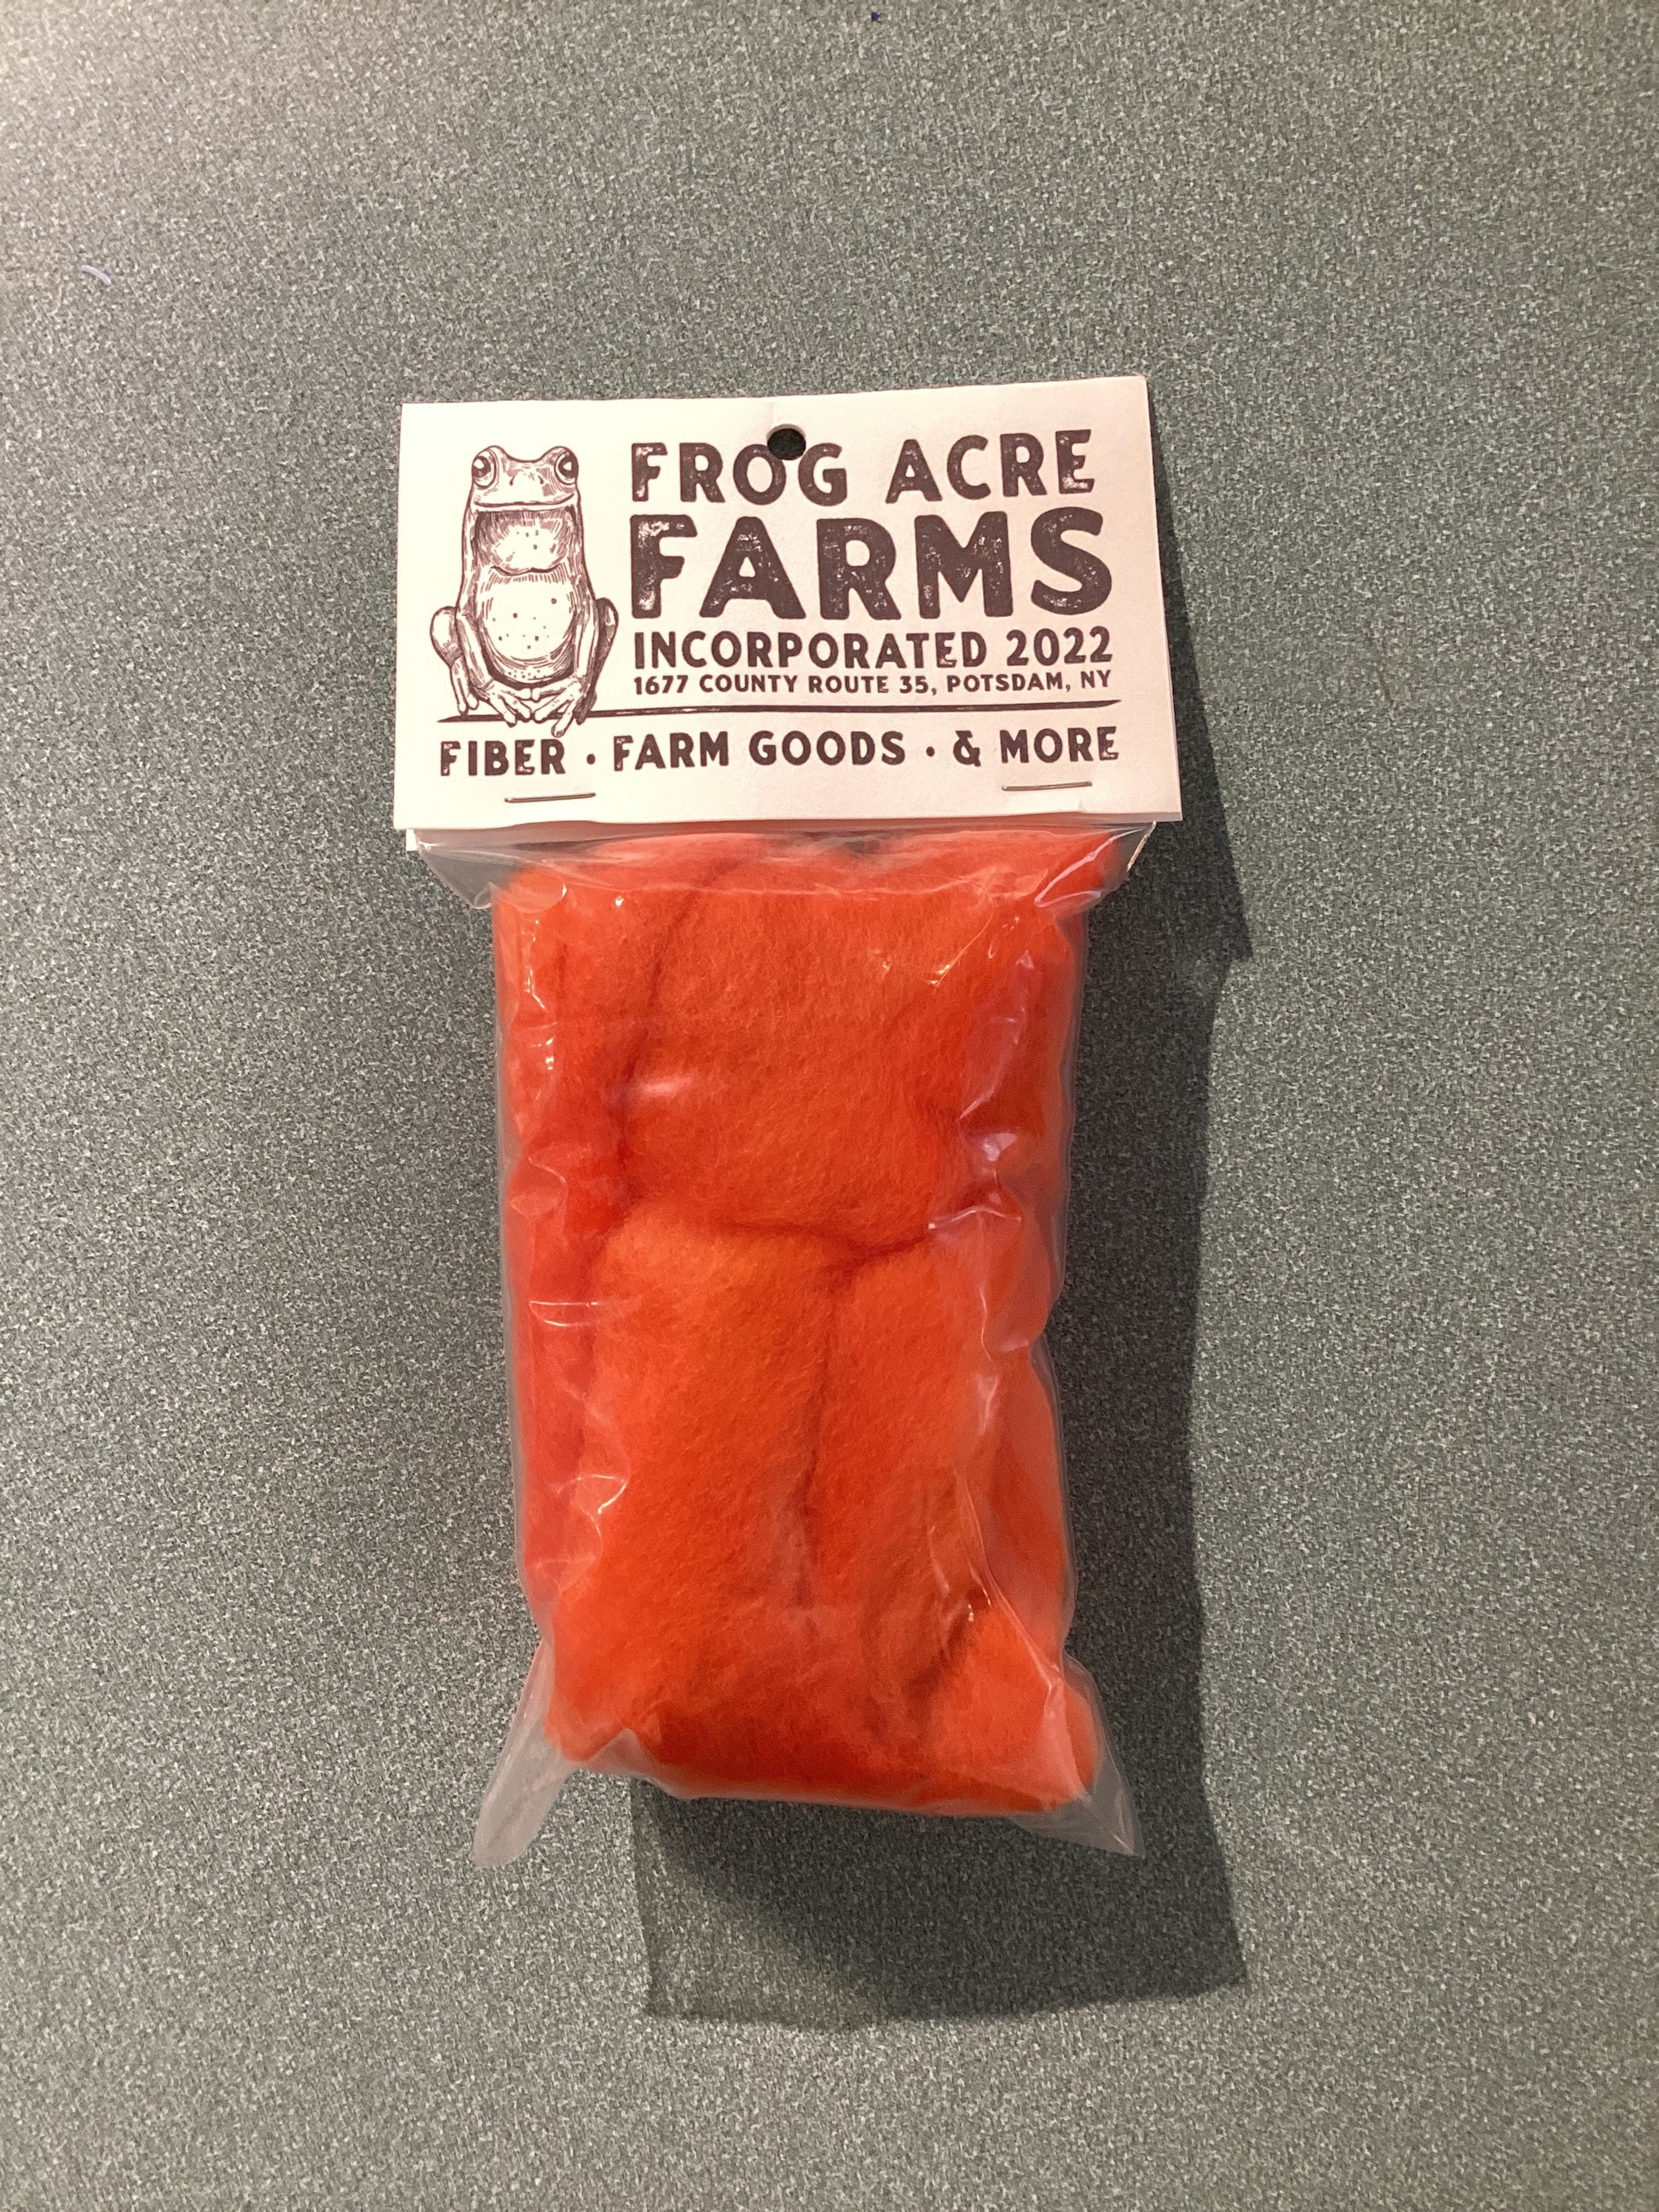 FROG ACRE
FARMS
INCORPORATED 2022
1677 COUNTY ROUTE 35, POTSDAM, NY
FIBER • FARM GOODS • & MORE